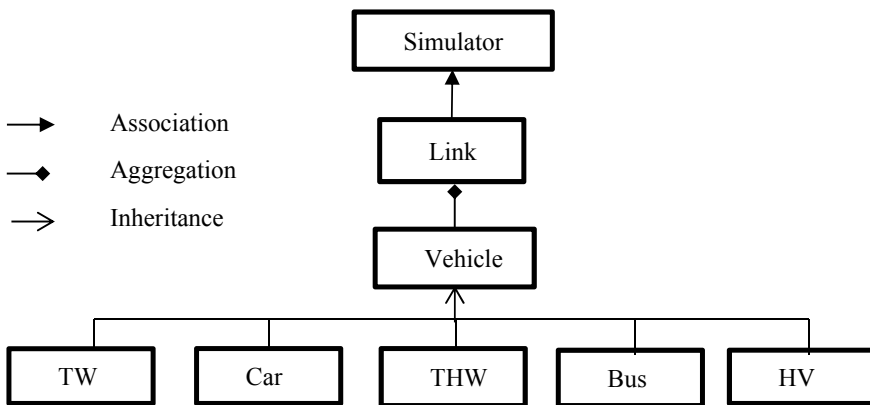 Simulator
Association
Link
Aggregation
Inheritance
Vehicle
TW
Car
THW
Bus
HV